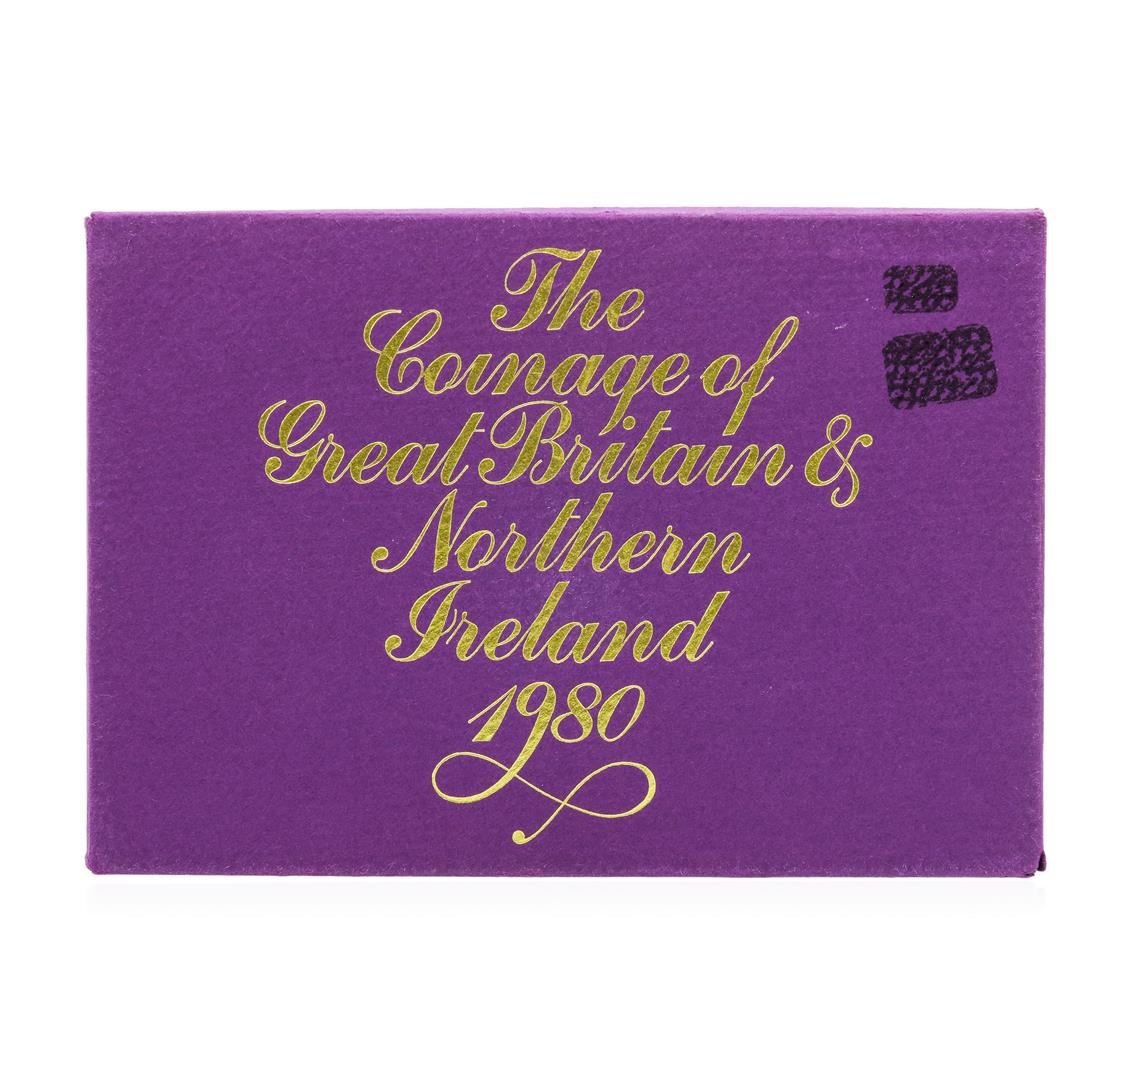 The
Coinage of
Great Britain &
Northern
Ireland
1980